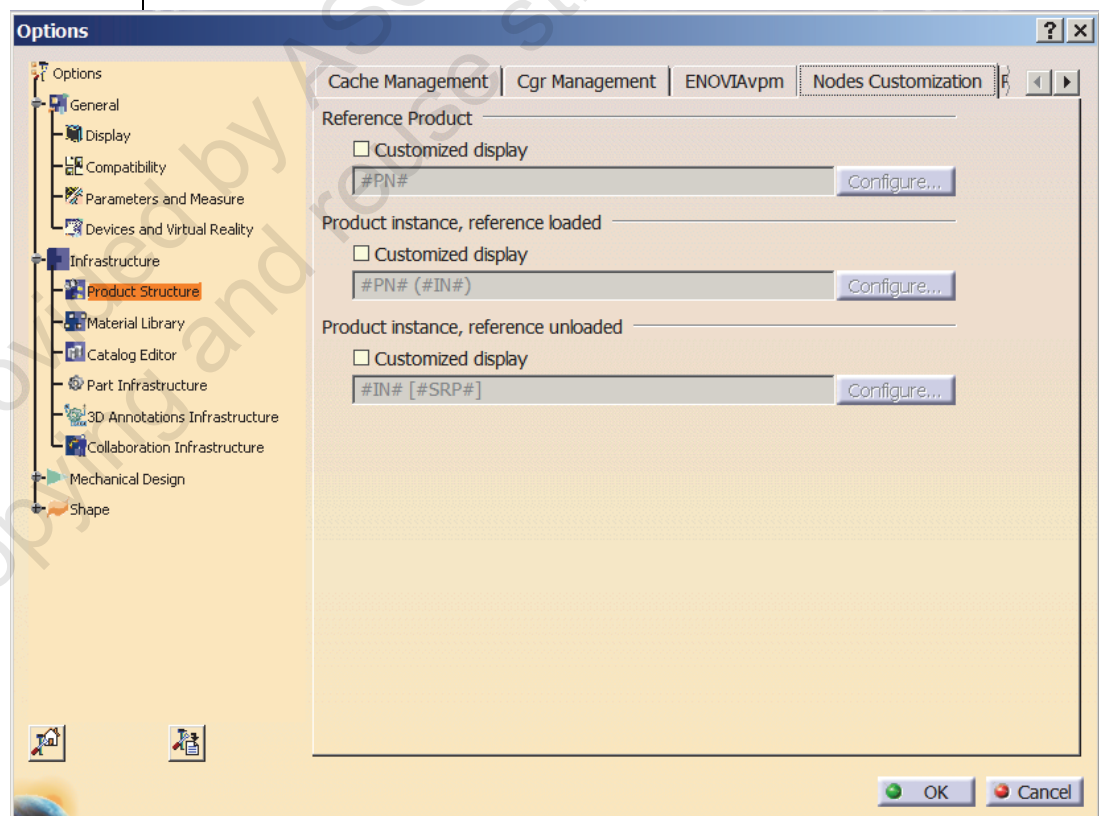 Options
? ×
Options
General
Display
Compatibility
Parameters and Measure
Devices and Virtual Reality
Infrastructure
Product Structure
Material Library
Catalog Editor
Part Infrastructure
3D Annotations Infrastructure
Collaboration Infrastructure
Mechanical Design
Shape
Cache Management Cgr Management ENOVIAvpm Nodes Customization
Reference Product
Customized display
#PN# Configure...
Product instance, reference loaded
Customized display
#PN# (#IN#) Configure...
Product instance, reference unloaded
Customized display
#IN# [#SRP#] Configure...
OK Cancel